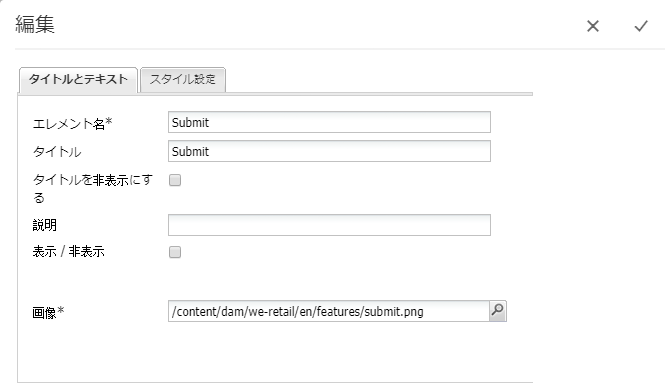 編集
タイトルとテキスト スタイル設定
エレメント名* Submit
タイトル Submit
タイトルを非表示にす
る
説明
表示 / 非表示
画像* /content/dam/we-retail/en/features/submit.png